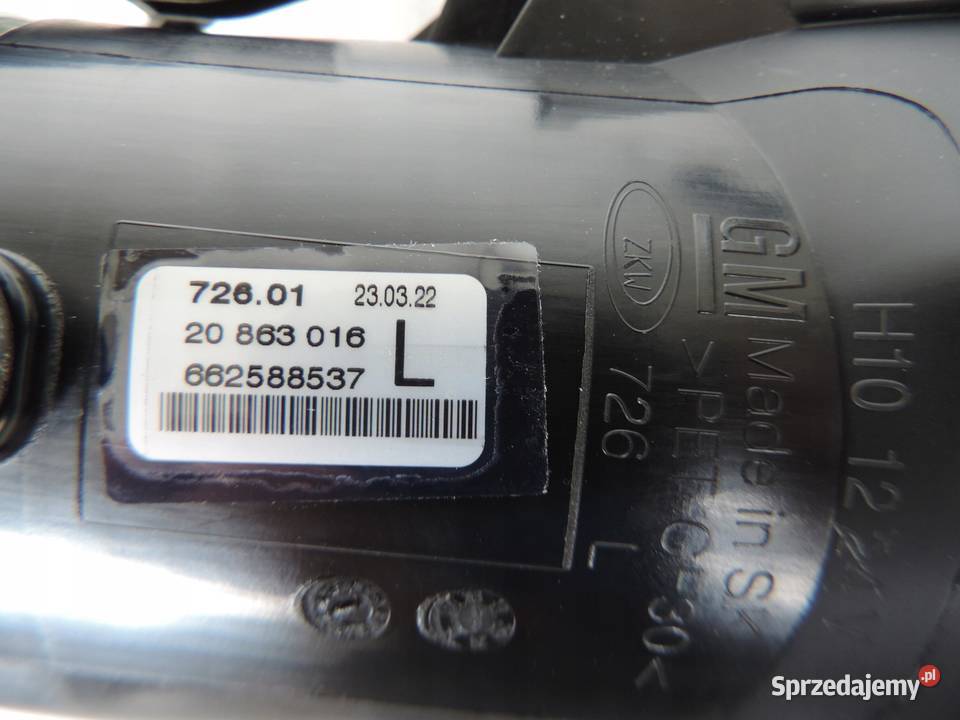 726.01 23.03.22
20 863 016 L
662588537
ZKW
GM
Made in S
>PET G-30<
726
L
H10 12
Sprzedajemy.pl